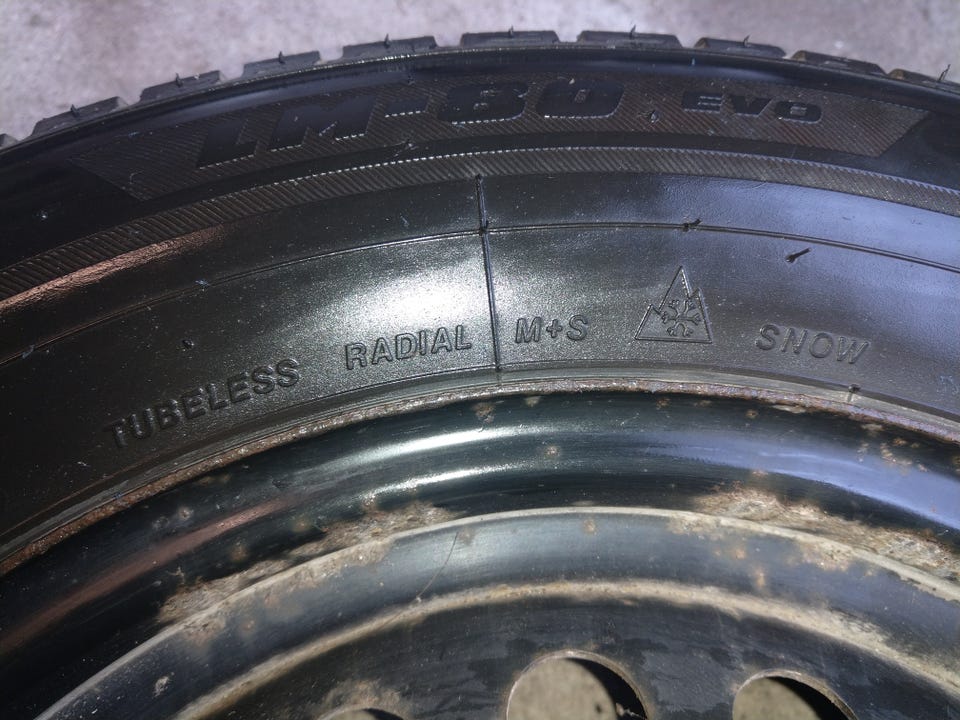 LM-80 EVO
TUBELESS RADIAL M+S SNOW